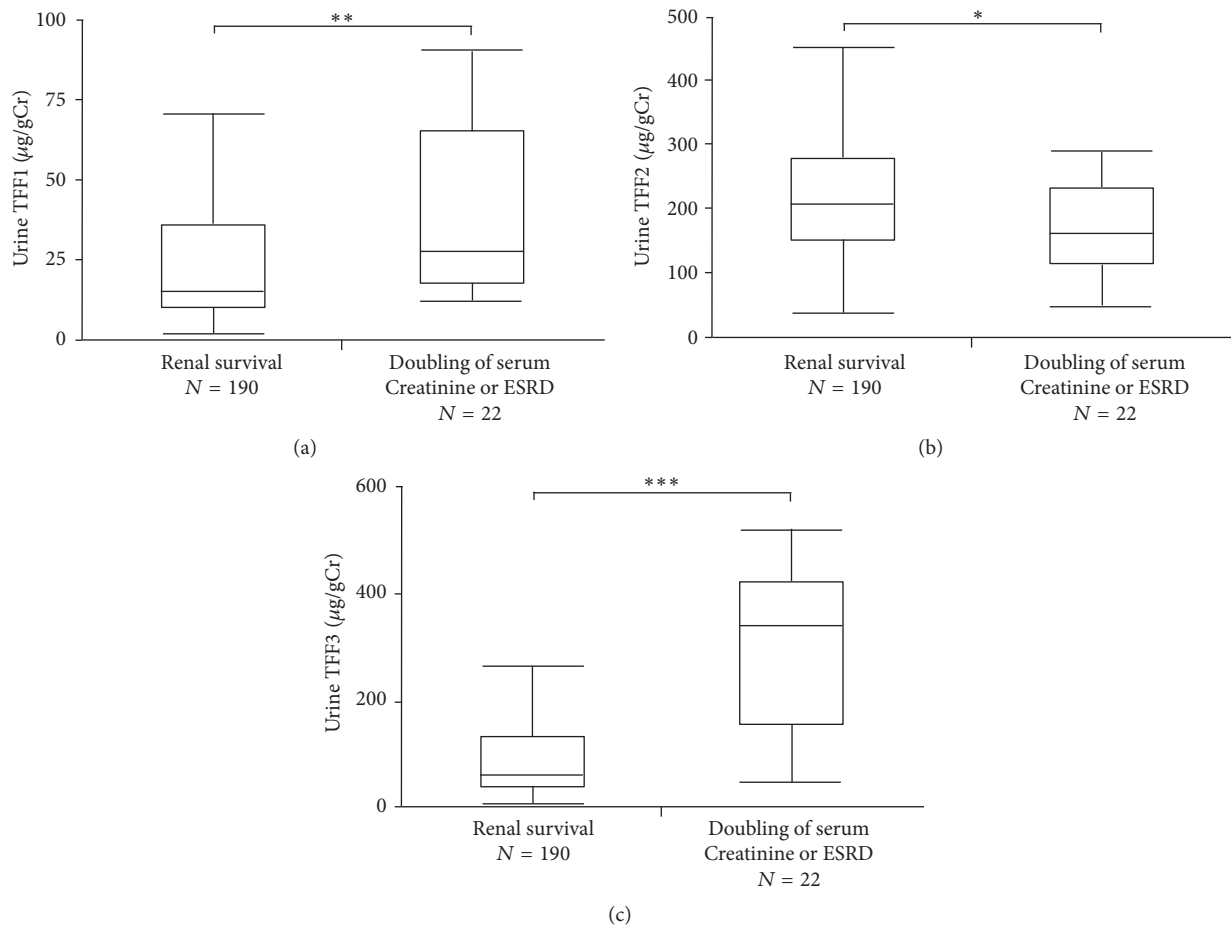 100
75
50
25
0
Urine TFF1 (μg/gCr)
**
Renal survival
N = 190
Doubling of serum
Creatinine or ESRD
N = 22
(a)
500
400
300
200
100
0
Urine TFF2 (μg/gCr)
*
Renal survival
N = 190
Doubling of serum
Creatinine or ESRD
N = 22
(b)
600
400
200
0
Urine TFF3 (μg/gCr)
***
Renal survival
N = 190
Doubling of serum
Creatinine or ESRD
N = 22
(c)